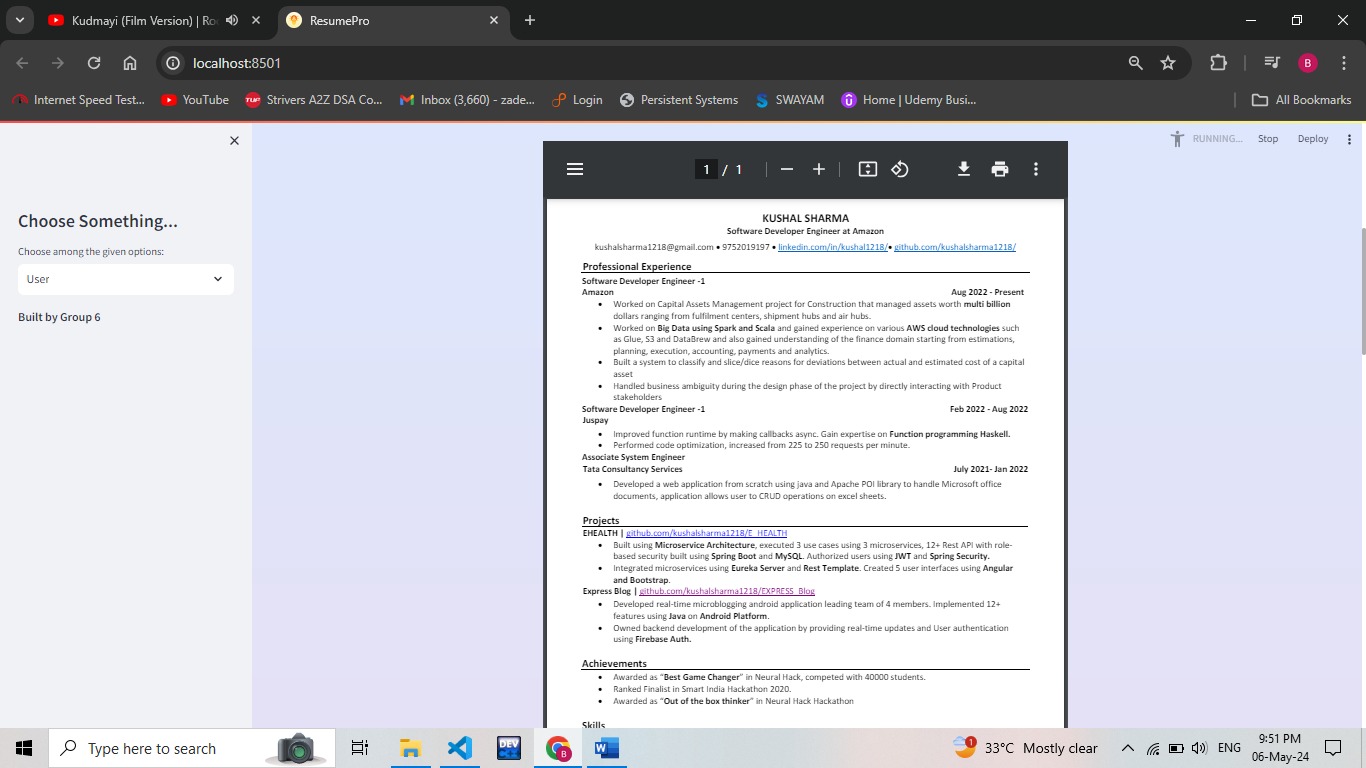 Kudmayi (Film Version) | Ro
ResumePro
localhost:8501
B
Internet Speed Test...
YouTube
Strivers A2Z DSA Co...
Inbox (3,660) - zade...
Login
Persistent Systems
SWAYAM
Home | Udemy Busi...
All Bookmarks
RUNNING...
Stop
Deploy
Choose Something...
Choose among the given options:
User
Built by Group 6
1 / 1
KUSHAL SHARMA
Software Developer Engineer at Amazon
kushalsharma1218@gmail.com • 9752019197 • linkedin.com/in/kushal1218/• github.com/kushalsharma1218/
Professional Experience
Software Developer Engineer -1
Amazon Aug 2022 - Present
• Worked on Capital Assets Management project for Construction that managed assets worth multi billion
dollars ranging from fulfilment centers, shipment hubs and air hubs.
• Worked on Big Data using Spark and Scala and gained experience on various AWS cloud technologies such
as Glue, S3 and DataBrew and also gained understanding of the finance domain starting from estimations,
planning, execution, accounting, payments and analytics.
• Built a system to classify and slice/dice reasons for deviations between actual and estimated cost of a capital
asset
• Handled business ambiguity during the design phase of the project by directly interacting with Product
stakeholders
Software Developer Engineer -1 Feb 2022 - Aug 2022
Juspay
• Improved function runtime by making callbacks async. Gain expertise on Function programming Haskell.
• Performed code optimization, increased from 225 to 250 requests per minute.
Associate System Engineer
Tata Consultancy Services July 2021- Jan 2022
• Developed a web application from scratch using java and Apache POI library to handle Microsoft office
documents, application allows user to CRUD operations on excel sheets.
Projects
EHEALTH | github.com/kushalsharma1218/E_HEALTH
• Built using Microservice Architecture, executed 3 use cases using 3 microservices, 12+ Rest API with role-
based security built using Spring Boot and MySQL. Authorized users using JWT and Spring Security.
• Integrated microservices using Eureka Server and Rest Template. Created 5 user interfaces using Angular
and Bootstrap.
Express Blog | github.com/kushalsharma1218/EXPRESS_Blog
• Developed real-time microblogging android application leading team of 4 members. Implemented 12+
features using Java on Android Platform.
• Owned backend development of the application by providing real-time updates and User authentication
using Firebase Auth.
Achievements
• Awarded as “Best Game Changer” in Neural Hack, competed with 40000 students.
• Ranked Finalist in Smart India Hackathon 2020.
• Awarded as “Out of the box thinker” in Neural Hack Hackathon
Skills
Type here to search
DEV
B
1
33°C Mostly clear
ENG
9:51 PM
06-May-24